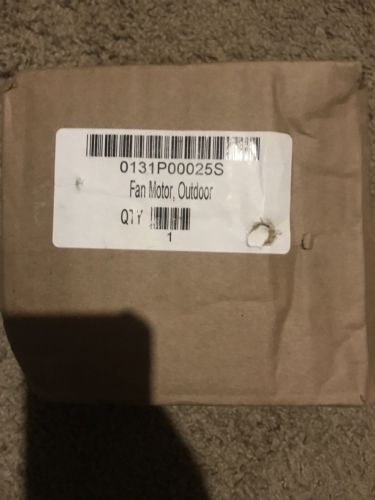 0131P00025S
Fan Motor, Outdoor
QTY
1